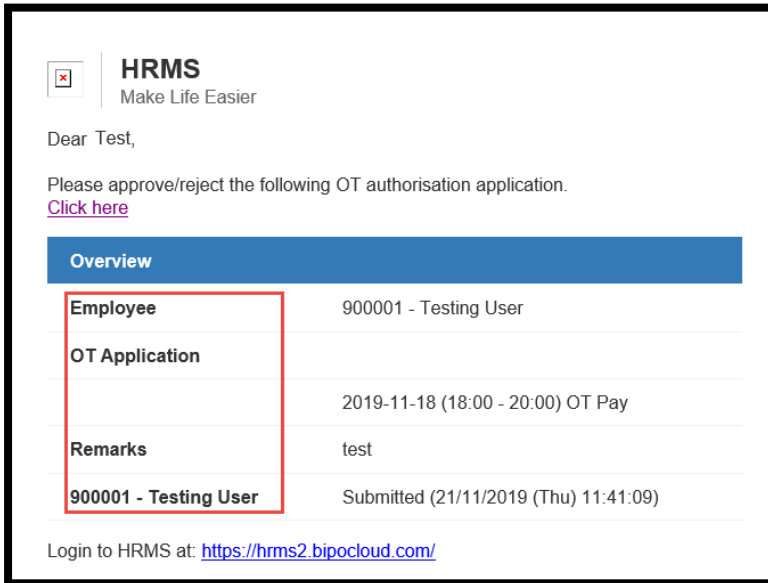 HRMS
Make Life Easier
Dear Test,
Please approve/reject the following OT authorisation application.
Click here
Overview
Employee 900001 - Testing User
OT Application
2019-11-18 (18:00 - 20:00) OT Pay
Remarks test
900001 - Testing User Submitted (21/11/2019 (Thu) 11:41:09)
Login to HRMS at: https://hrms2.bipocloud.com/